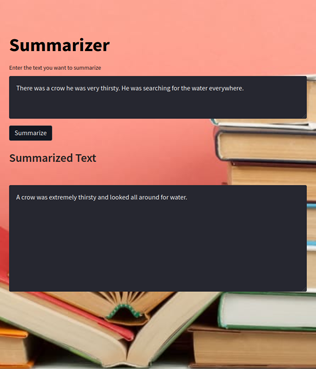 Summarizer
Enter the text you want to summarize
There was a crow he was very thirsty. He was searching for the water everywhere.
Summarize
Summarized Text
A crow was extremely thirsty and looked all around for water.